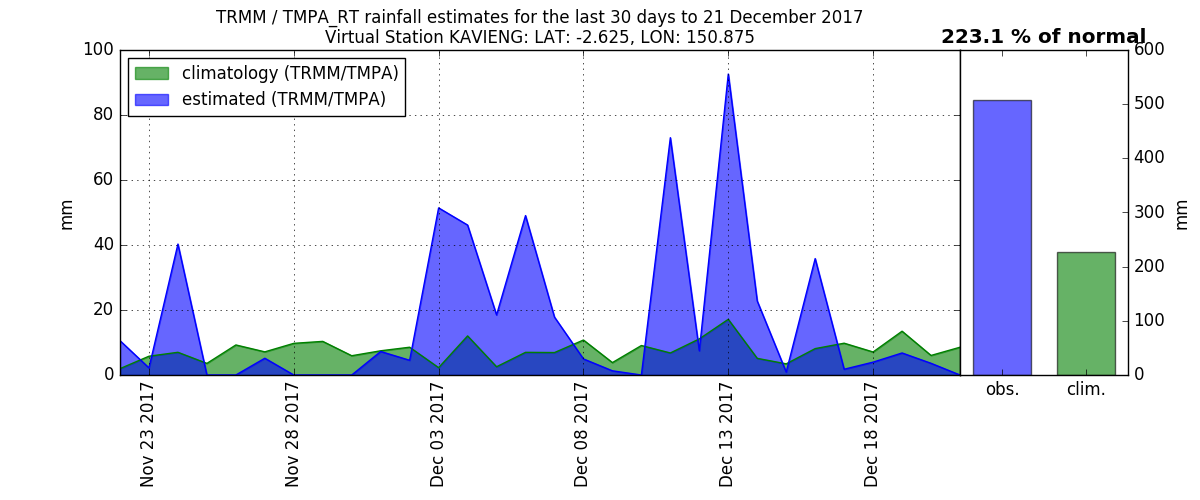 TRMM / TMPA_RT rainfall estimates for the last 30 days to 21 December 2017
Virtual Station KAVIENG: LAT: -2.625, LON: 150.875
223.1 % of normal
climatology (TRMM/TMPA)
estimated (TRMM/TMPA)
100
80
60
40
20
0
mm
Nov 23 2017
Nov 28 2017
Dec 03 2017
Dec 08 2017
Dec 13 2017
Dec 18 2017
600
500
400
300
200
100
0
mm
obs.
clim.